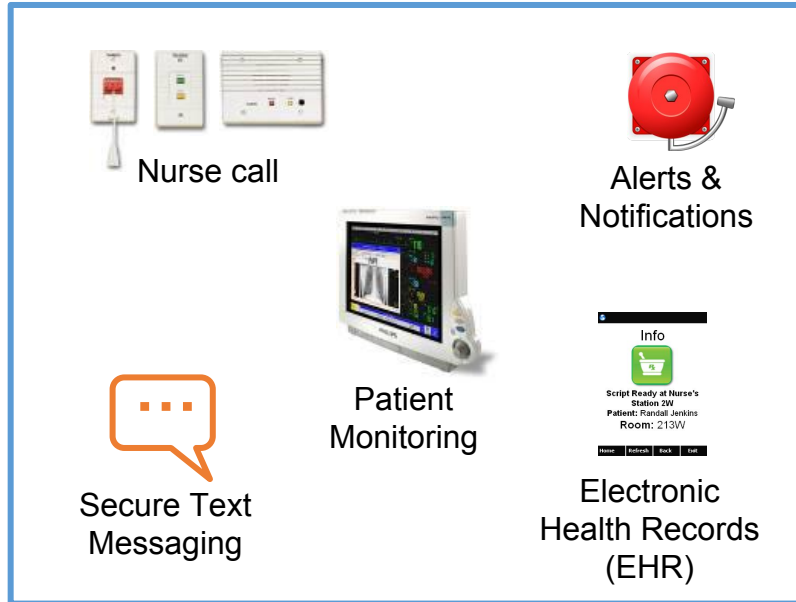 Nurse call
Alerts &
Notifications
PHILIPS
Patient
Monitoring
Info
Script Ready at Nurse's
Station 2W
Patient: Randall Jenkins
Room: 213W
Home Refresh Back Exit
Secure Text
Messaging
Electronic
Health Records
(EHR)